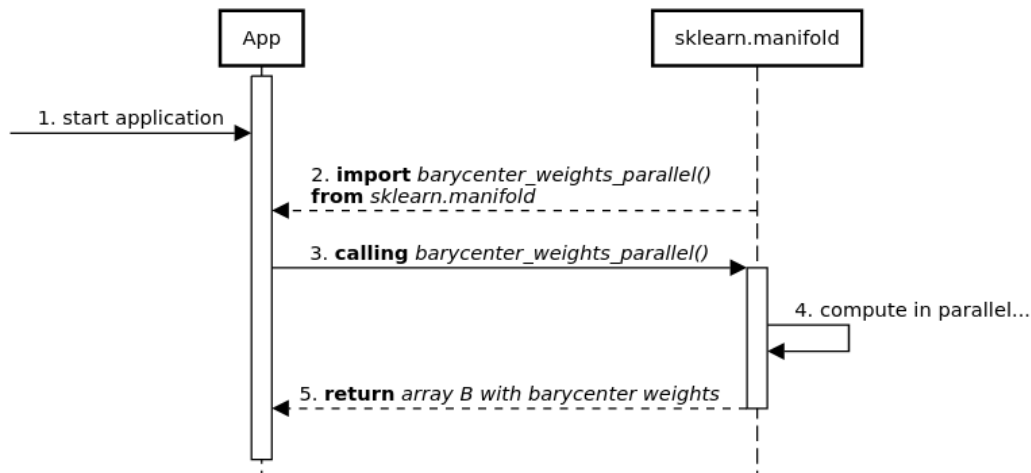 App
sklearn.manifold
1. start application
2. import barycenter_weights_parallel()
from sklearn.manifold
3. calling barycenter_weights_parallel()
4. compute in parallel...
5. return array B with barycenter weights